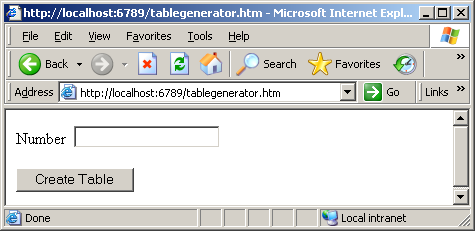 http://localhost:6789/tablegenerator.htm - Microsoft Internet Expl...
File Edit View Favorites Tools Help
Back Search Favorites »
Address http://localhost:6789/tablegenerator.htm Go Links »
Number
Create Table
Done Local intranet